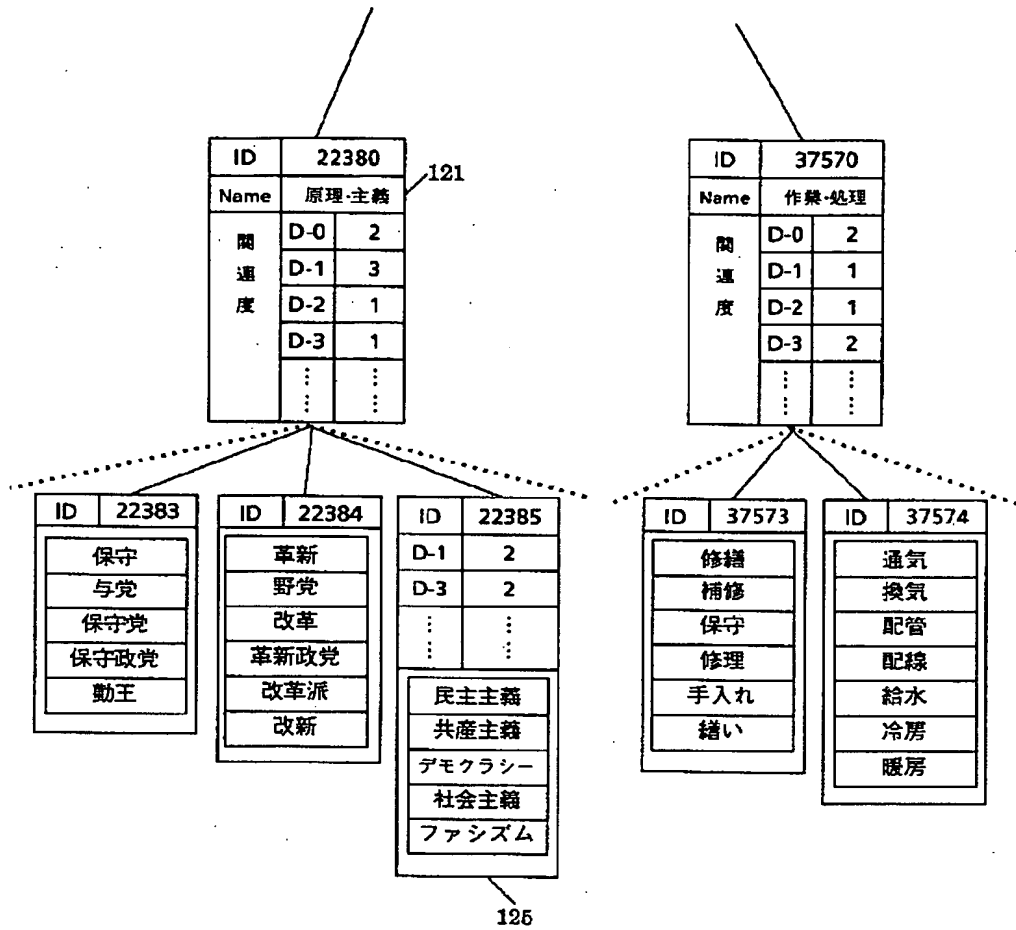 ID 22380
121
Name 原理·主義
関連度
D-0 2
D-1 3
D-2 1
D-3 1
ID 37570
Name 作業·処理
関連度
D-0 2
D-1 1
D-2 1
D-3 2
ID 22383
保守
与党
保守党
保守政党
勤王
ID 22384
革新
野党
改革
革新政党
改革派
改新
ID 22385
D-1 2
D-3 2
民主主義
共産主義
デモクラシー
社会主義
ファシズム
125
ID 37573
修繕
補修
保守
修理
手入れ
繕い
ID 37574
通気
換気
配管
配線
給水
冷房
暖房